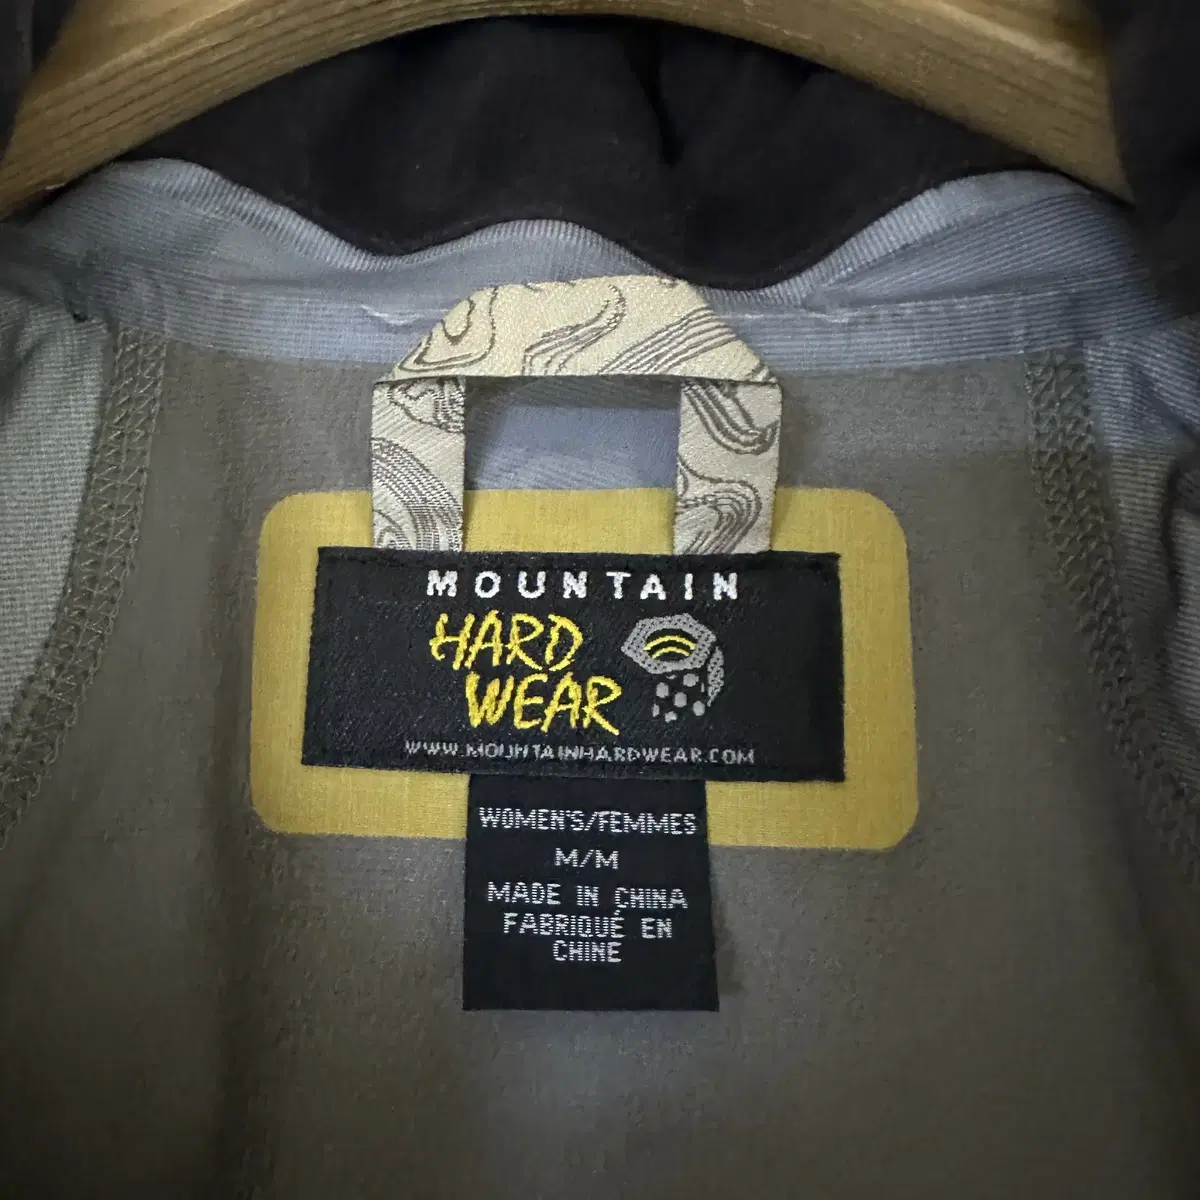 MOUNTAIN
HARD
WEAR
WWW.MOUNTAINHARDWEAR.COM
WOMEN'S/FEMMES
M/M
MADE IN CHINA
FABRIQUÉ EN
CHINE